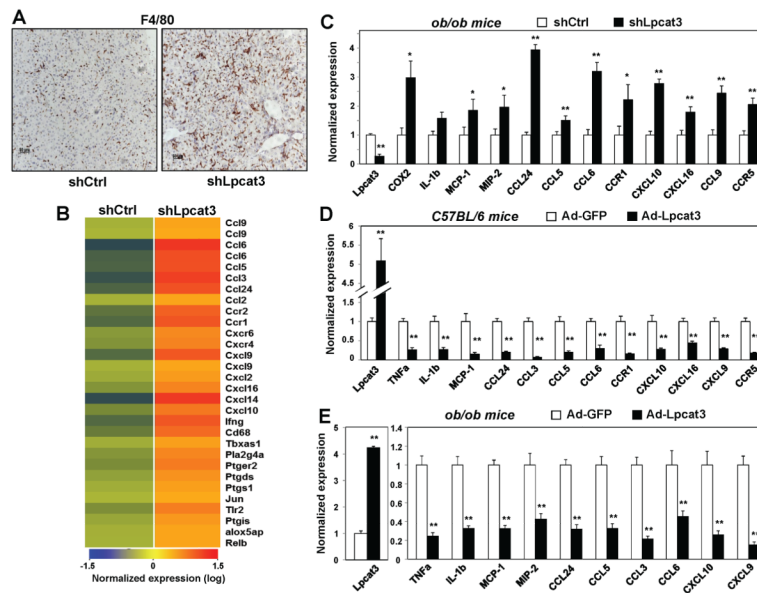 A
F4/80
shCtrl
shLpcat3
B
shCtrl
shLpcat3
Ccl9
Ccl9
Ccl6
Ccl6
Ccl5
Ccl3
Ccl24
Ccl2
Ccr2
Ccr1
Cxcr6
Cxcr4
Cxcl9
Cxcl9
Cxcl2
Cxcl16
Cxcl14
Cxcl10
Ifng
Cd68
Tbxas1
Pla2g4a
Ptger2
Ptgds
Ptgs1
Jun
Tlr2
Ptgis
alox5ap
Relb
-1.5 0 1.5
Normalized expression (log)
C
ob/ob mice
shCtrl
shLpcat3
Normalized expression
5
4
3
2
1
0
** * * * ** ** ** * ** ** ** **
Lpcat3 COX2 IL-1b MCP-1 MIP-2 CCL24 CCL5 CCL6 CCR1 CXCL10 CXCL16 CCL9 CCR5
D
C57BL/6 mice
Ad-GFP
Ad-Lpcat3
Normalized expression
6
5.5
5
4.5
1
0.5
0
** ** ** ** ** ** ** ** ** ** ** ** **
Lpcat3 TNFa IL-1b MCP-1 CCL24 CCL3 CCL5 CCL6 CCR1 CXCL10 CXCL16 CXCL9 CCR5
E
ob/ob mice
Ad-GFP
Ad-Lpcat3
Normalized expression
5
4
3
2
1
0
**
Lpcat3
1.4
1.2
1
0.8
0.6
0.4
0.2
0
** ** ** ** ** ** ** ** ** **
TNFa IL-1b MCP-1 MIP-2 CCL24 CCL5 CCL3 CCL6 CXCL10 CXCL9